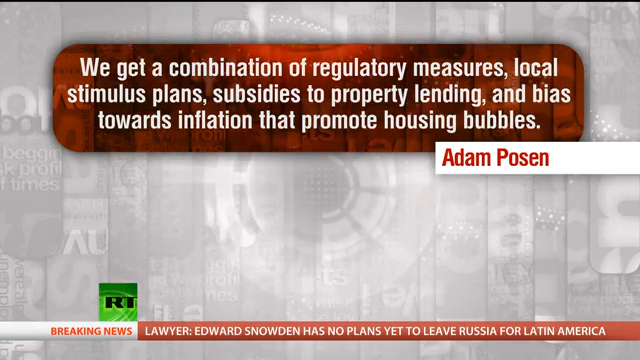 We get a combination of regulatory measures, local
stimulus plans, subsidies to property lending, and bias
towards inflation that promote housing bubbles.
Adam Posen
RT
BREAKING NEWS LAWYER: EDWARD SNOWDEN HAS NO PLANS YET TO LEAVE RUSSIA FOR LATIN AMERICA